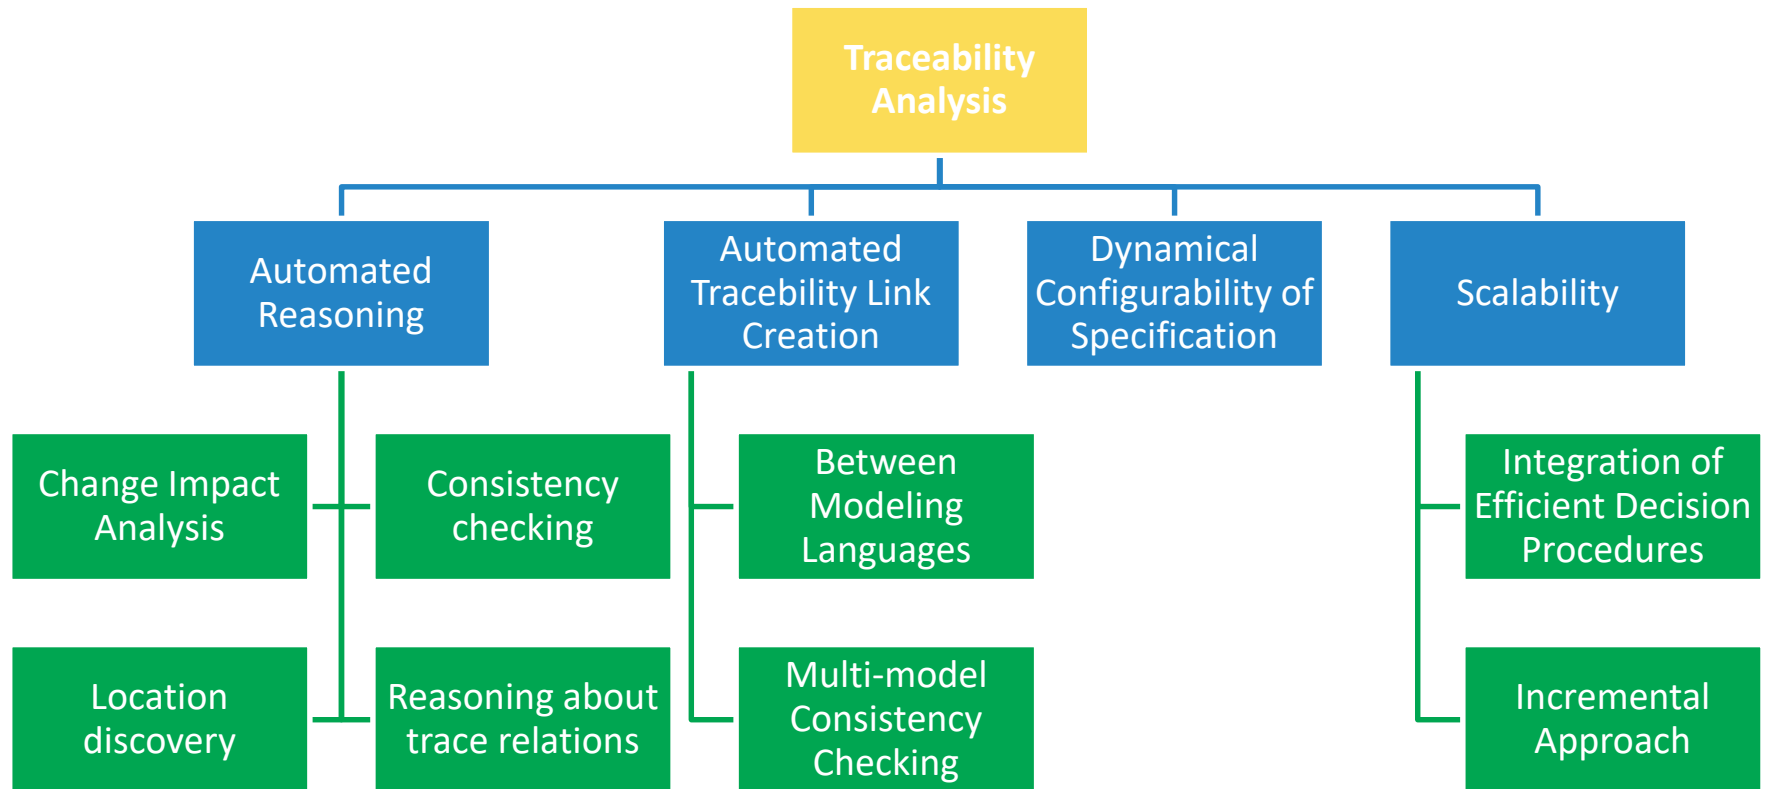 Traceability
Analysis
Automated
Reasoning
Automated
Tracebility Link
Creation
Dynamical
Configurability of
Specification
Scalability
Change Impact
Analysis
Consistency
checking
Between
Modeling
Languages
Integration of
Efficient Decision
Procedures
Location
discovery
Reasoning about
trace relations
Multi-model
Consistency
Checking
Incremental
Approach